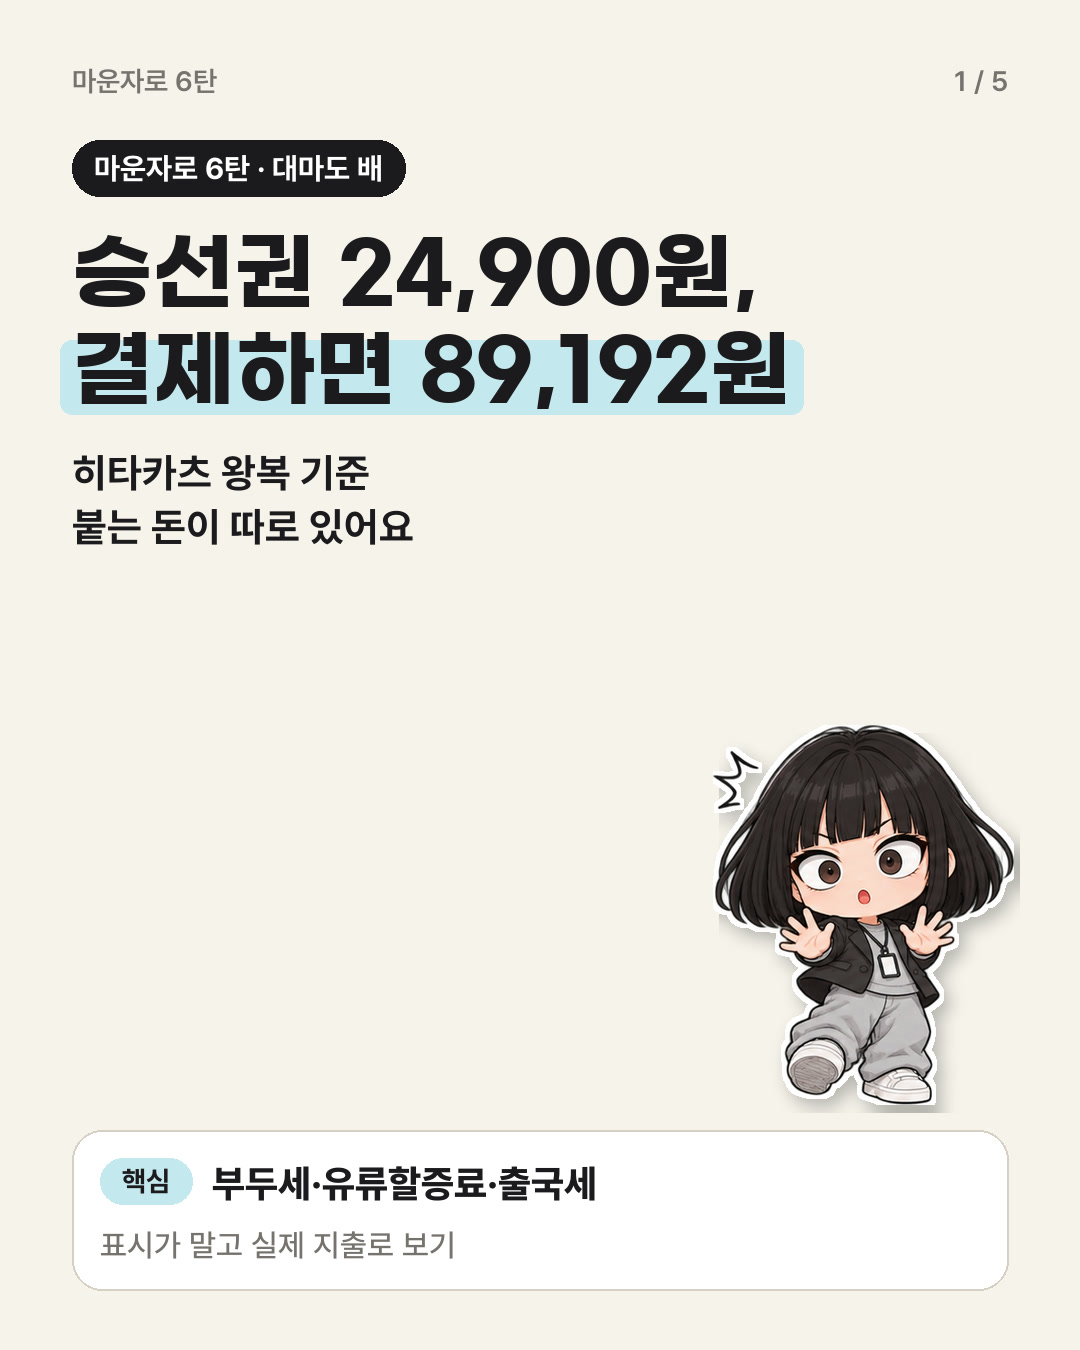 마운자로 6탄
1 / 5
마운자로 6탄 · 대마도 배
승선권 24,900원,
결제하면 89,192원
히타카츠 왕복 기준
붙는 돈이 따로 있어요
핵심 부두세·유류할증료·출국세
표시가 말고 실제 지출로 보기